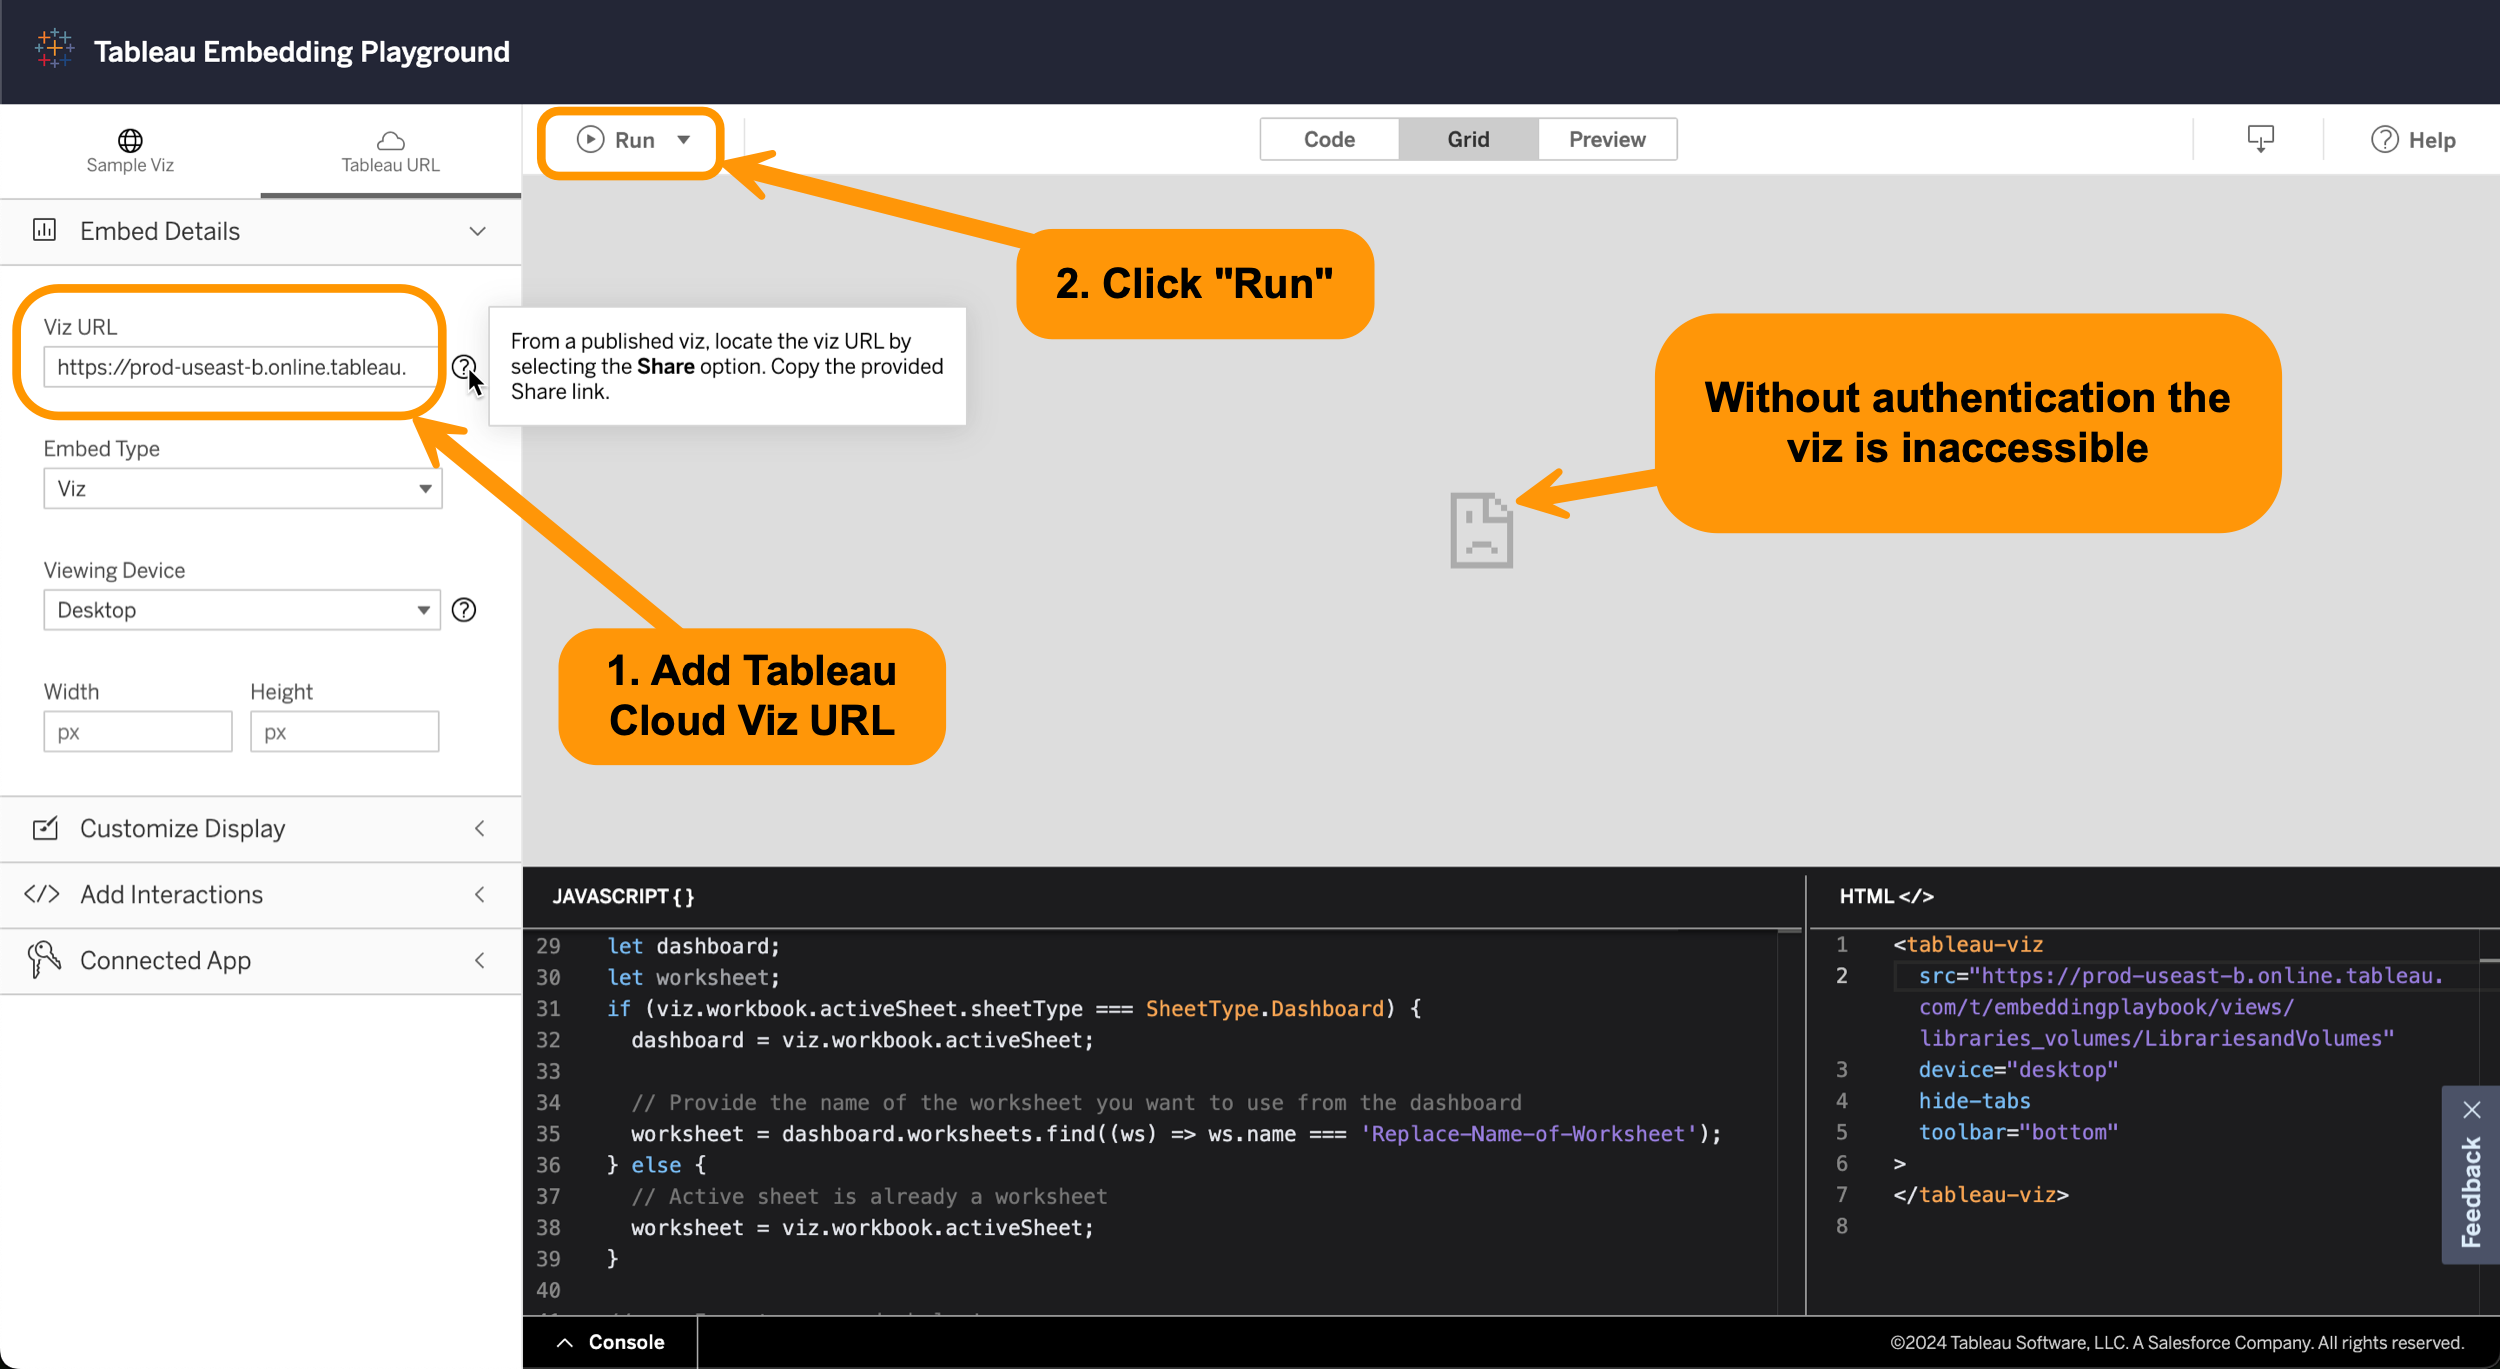 Tableau Embedding Playground
Sample Viz
Tableau URL
Run
Code
Grid
Preview
Help
Embed Details
2. Click "Run"
Viz URL
https://prod-useast-b.online.tableau.
From a published viz, locate the viz URL by
selecting the Share option. Copy the provided
Share link.
Without authentication the
viz is inaccessible
Embed Type
Viz
Viewing Device
Desktop
1. Add Tableau
Cloud Viz URL
Width
Height
px
px
Customize Display
Add Interactions
Connected App
JAVASCRIPT { }
29 let dashboard;
30 let worksheet;
31 if (viz.workbook.activeSheet.sheetType === SheetType.Dashboard) {
32 dashboard = viz.workbook.activeSheet;
33
34 // Provide the name of the worksheet you want to use from the dashboard
35 worksheet = dashboard.worksheets.find((ws) => ws.name === 'Replace-Name-of-Worksheet');
36 } else {
37 // Active sheet is already a worksheet
38 worksheet = viz.workbook.activeSheet;
39 }
40
HTML </>
1 <tableau-viz
2 src="https://prod-useast-b.online.tableau.
com/t/embeddingplaybook/views/
libraries_volumes/LibrariesandVolumes"
3 device="desktop"
4 hide-tabs
5 toolbar="bottom"
6 >
7 </tableau-viz>
8
Feedback
Console
©2024 Tableau Software, LLC. A Salesforce Company. All rights reserved.